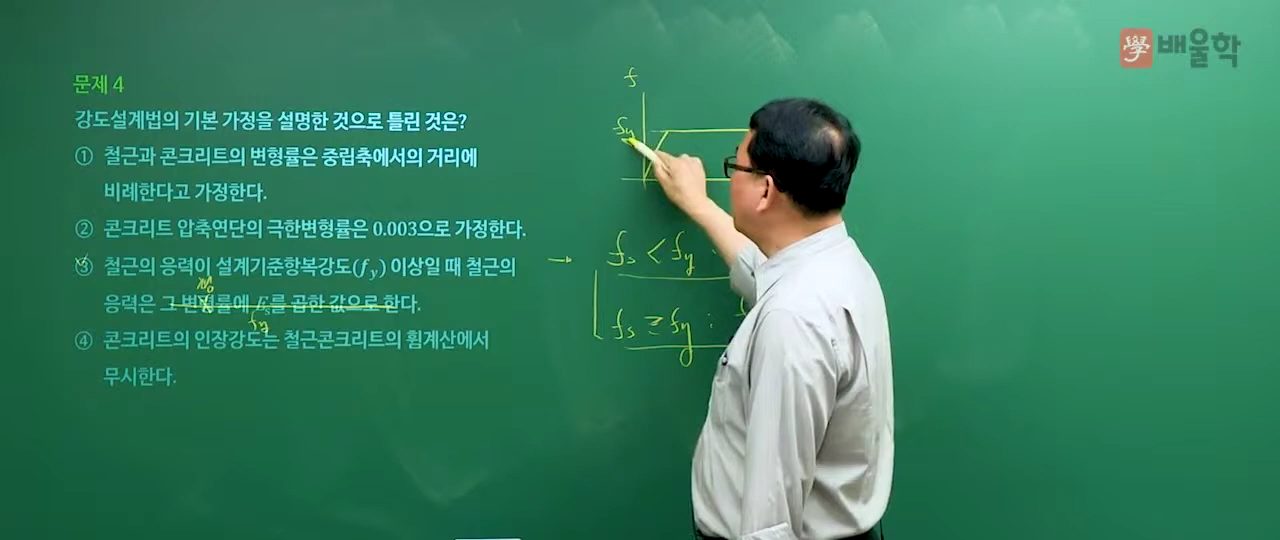 學 배울학
문제 4
강도설계법의 기본 가정을 설명한 것으로 틀린 것은?
① 철근과 콘크리트의 변형률은 중립축에서의 거리에
비례한다고 가정한다.
② 콘크리트 압축연단의 극한변형률은 0.003으로 가정한다.
③ 철근의 응력이 설계기준항복강도(fy) 이상일 때 철근의
응력은 그 변형률에 Es를 곱한 값으로 한다.
fy
④ 콘크리트의 인장강도는 철근콘크리트의 휨계산에서
무시한다.
f
fy
→ fs < fy :
fs ≥ fy : f